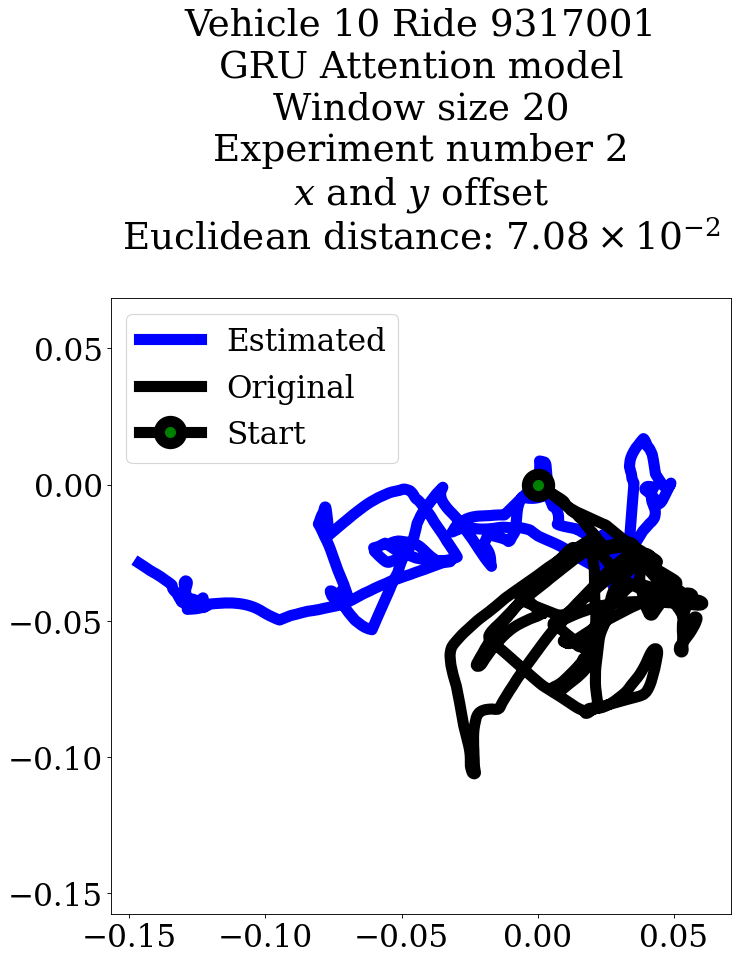 Vehicle 10 Ride 9317001
GRU Attention model
Window size 20
Experiment number 2
x and y offset
Euclidean distance: 7.08 × 10⁻²
Estimated
Original
Start
0.05
0.00
−0.05
−0.10
−0.15
−0.15 −0.10 −0.05 0.00 0.05